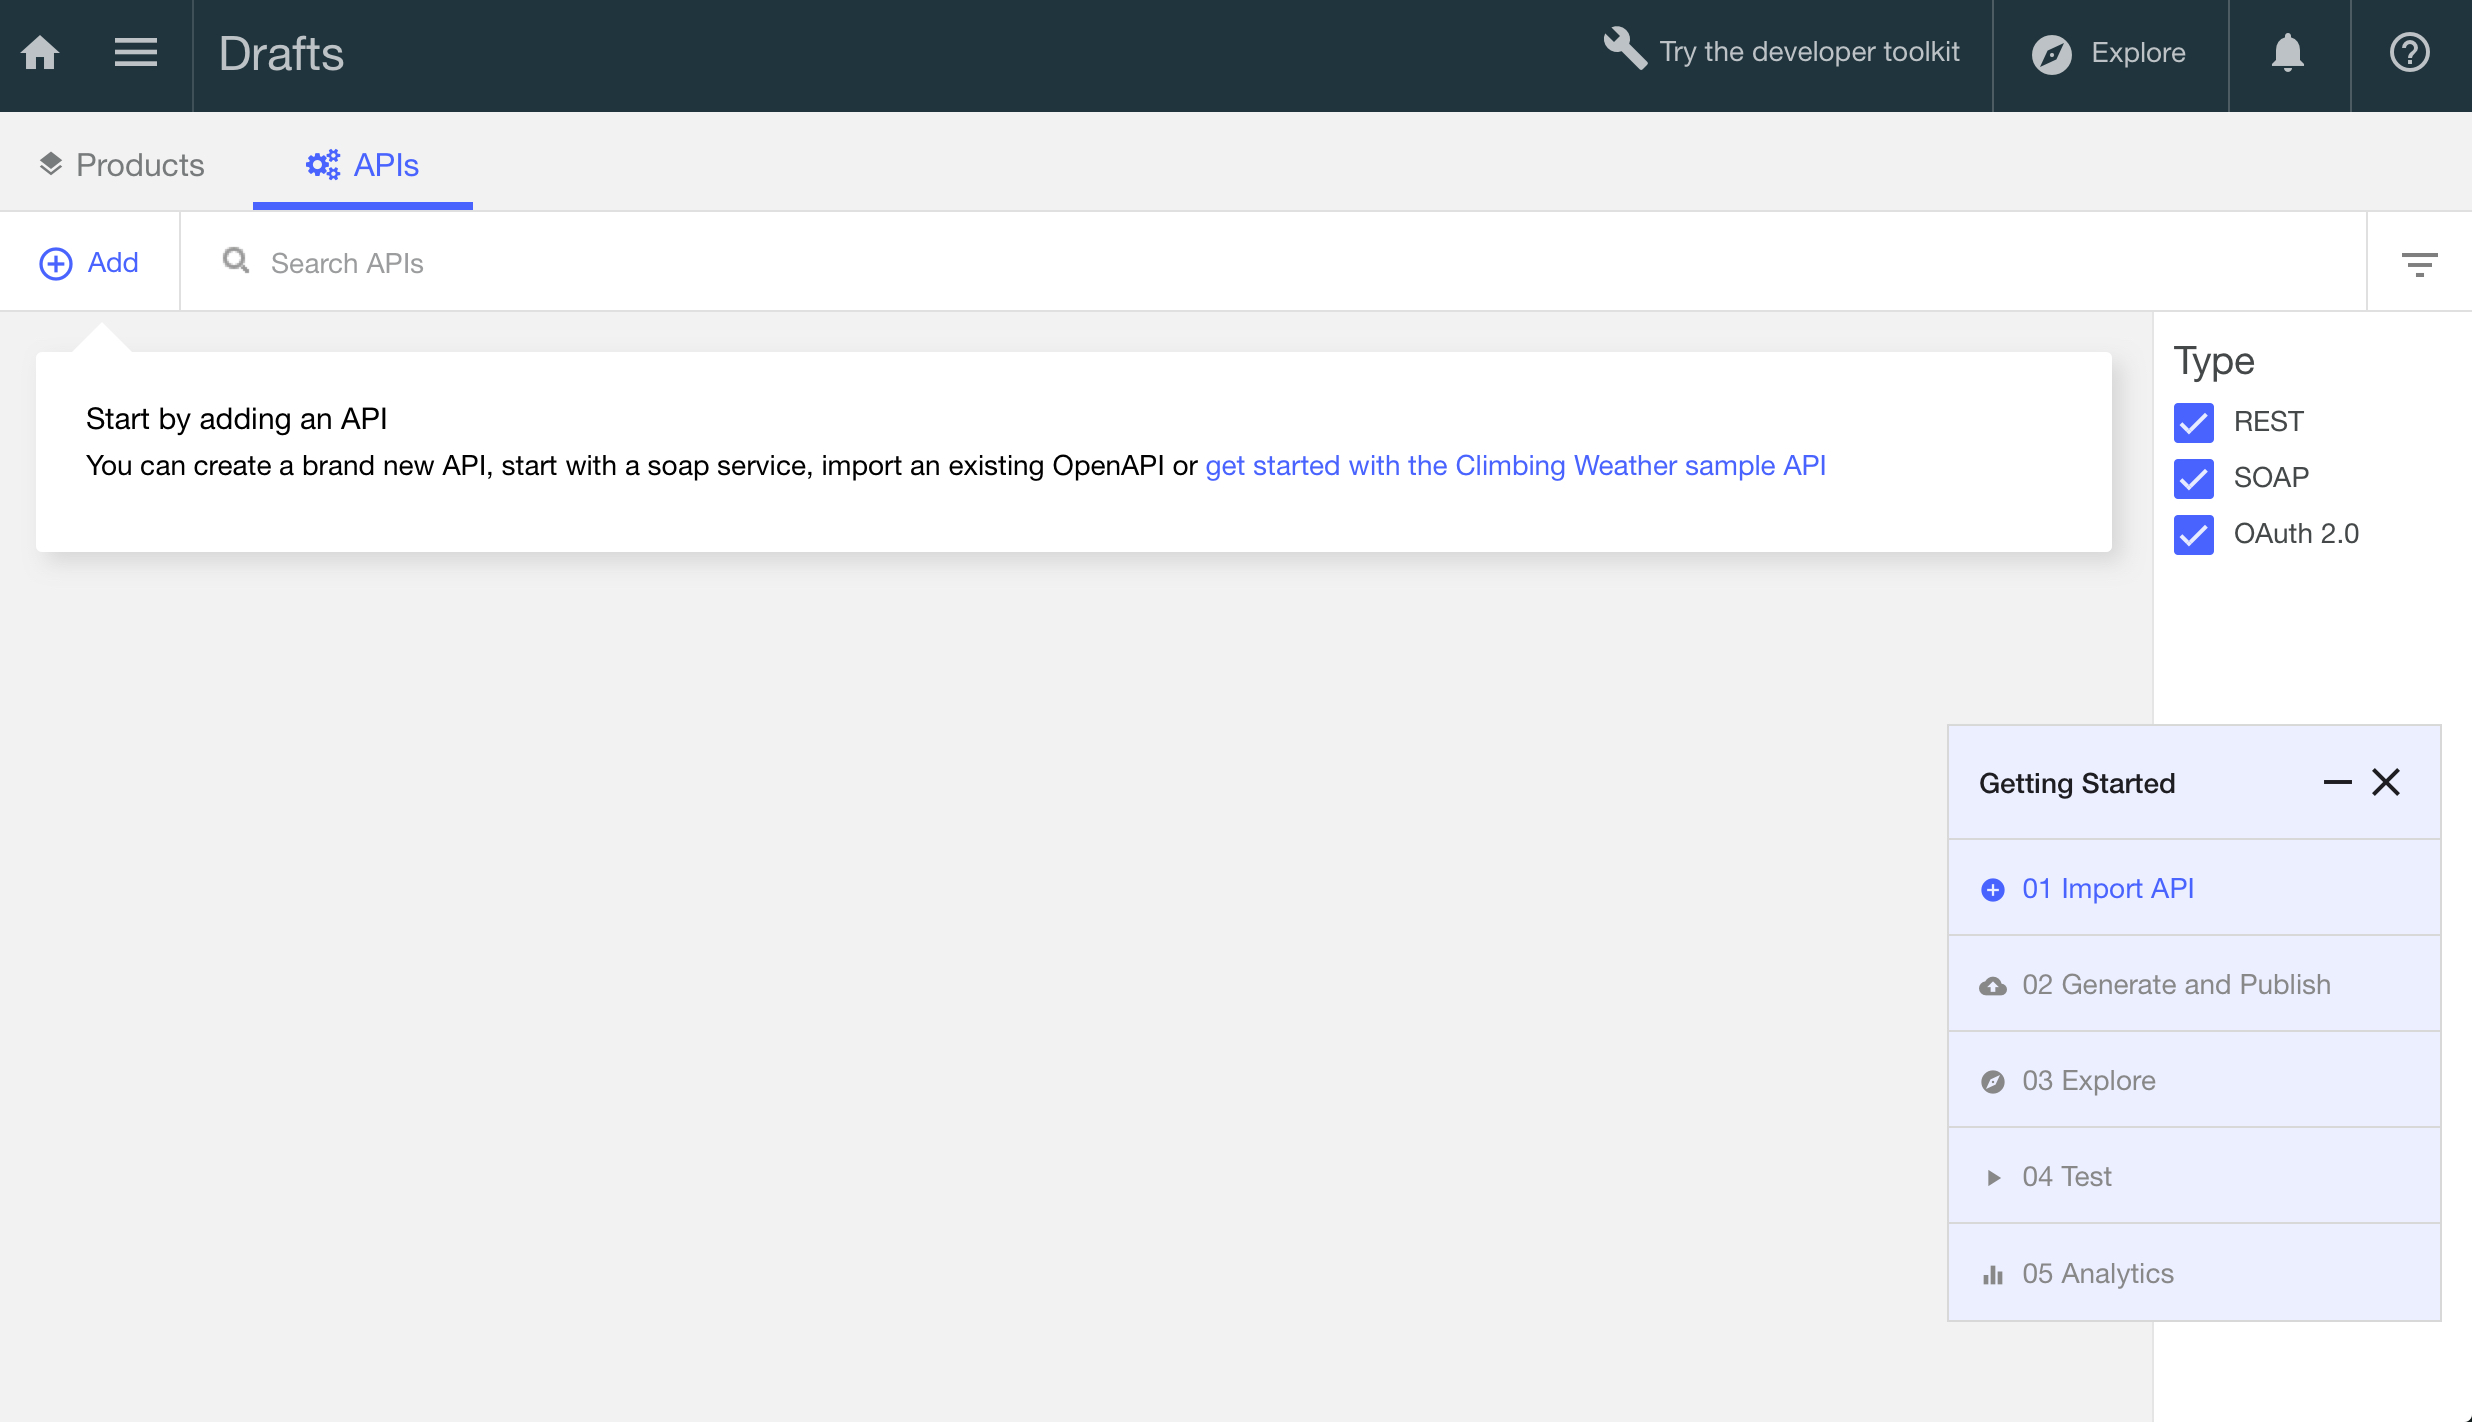 Drafts
Try the developer toolkit
Explore
Products
APIs
Add
Search APIs
Start by adding an API
You can create a brand new API, start with a soap service, import an existing OpenAPI or get started with the Climbing Weather sample API
Type
REST
SOAP
OAuth 2.0
Getting Started
01 Import API
02 Generate and Publish
03 Explore
04 Test
05 Analytics